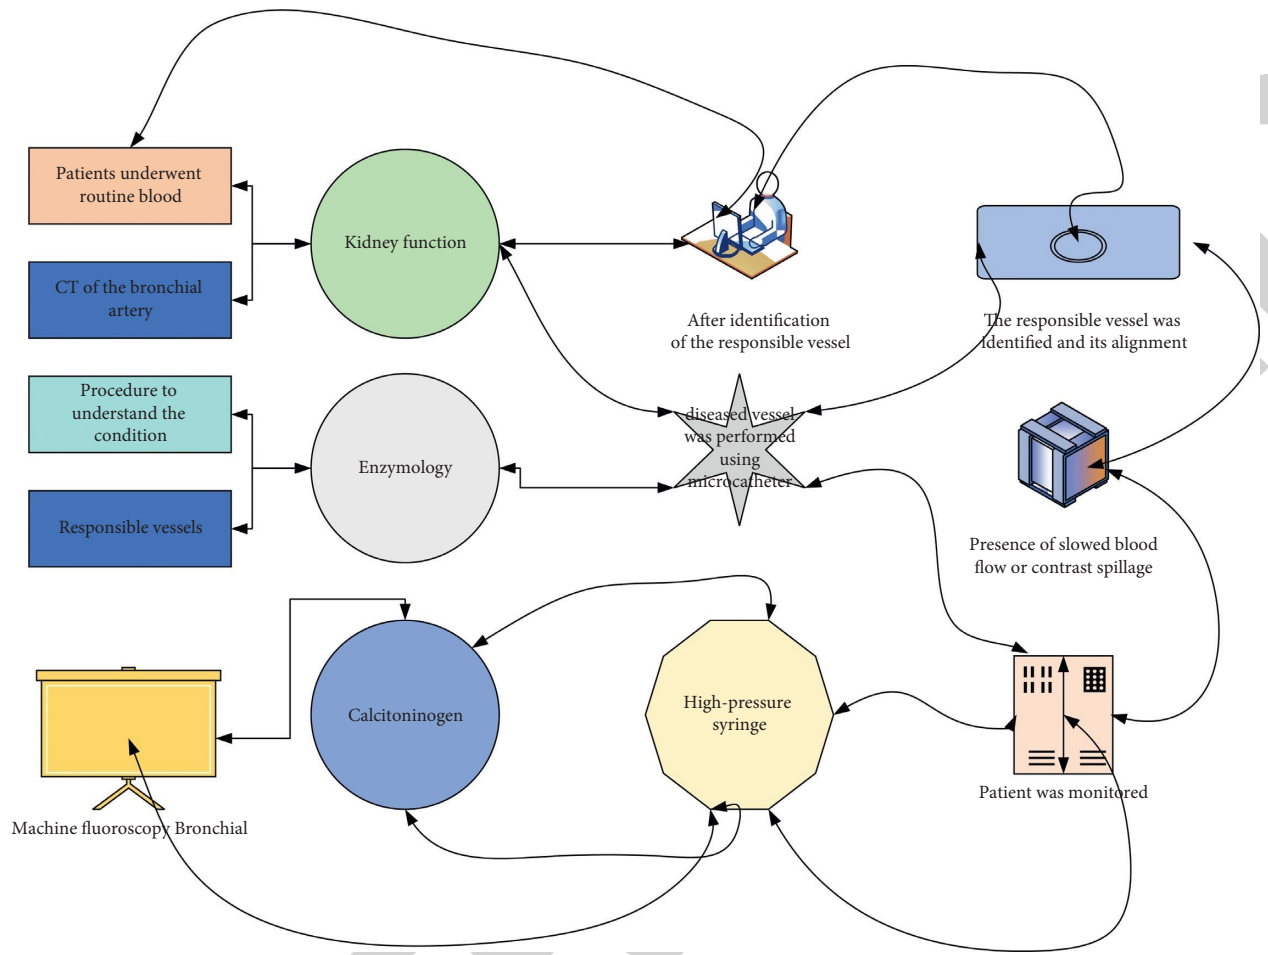 Patients underwent
routine blood
Kidney function
CT of the bronchial
artery
After identification
of the responsible vessel
The responsible vessel was
identified and its alignment
Procedure to
understand the
condition
Enzymology
diseased vessel
was performed
using
microcatheter
Responsible vessels
Presence of slowed blood
flow or contrast spillage
Calcitoninogen
High-pressure
syringe
Patient was monitored
Machine fluoroscopy Bronchial